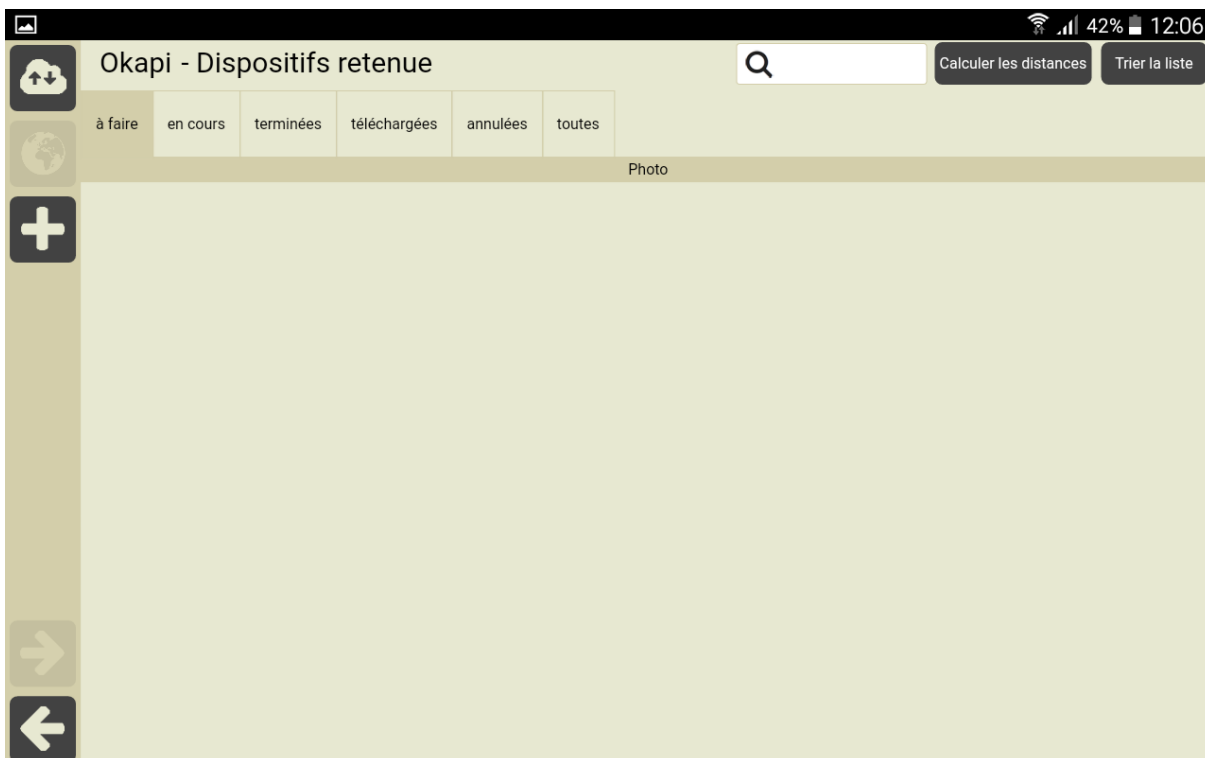 42% 12:06
Okapi - Dispositifs retenue
Calculer les distances
Trier la liste
à faire
en cours
terminées
téléchargées
annulées
toutes
Photo